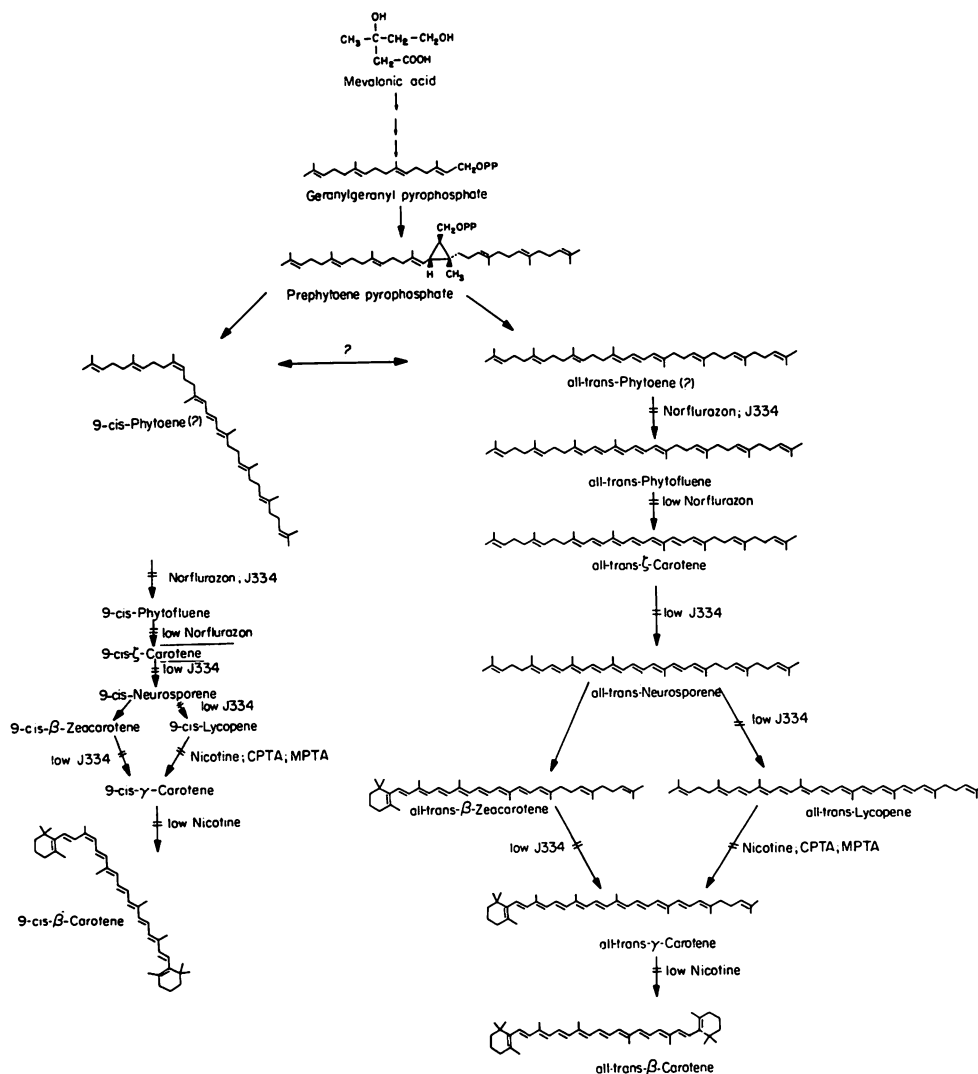 OH
CH₃-C-CH₂-CH₂OH
CH₂-COOH
Mevalonic acid
CH₂OPP
Geranylgeranyl pyrophosphate
CH₂OPP
H
CH₃
Prephytoene pyrophosphate
?
9-cis-Phytoene(?)
all-trans-Phytoene(?)
Norflurazon; J334
all-trans-Phytofluene
low Norflurazon
all-trans-ζ-Carotene
low J334
all-trans-Neurosporene
low J334
all-trans-β-Zeacarotene
all-trans-Lycopene
low J334
Nicotine; CPTA; MPTA
all-trans-γ-Carotene
low Nicotine
all-trans-β-Carotene
Norflurazon, J334
9-cis-Phytofluene
low Norflurazon
9-cis-ζ-Carotene
low J334
9-cis-Neurosporene
low J334
9-cis-β-Zeacarotene
9-cis-Lycopene
low J334
Nicotine; CPTA; MPTA
9-cis-γ-Carotene
low Nicotine
9-cis-β-Carotene